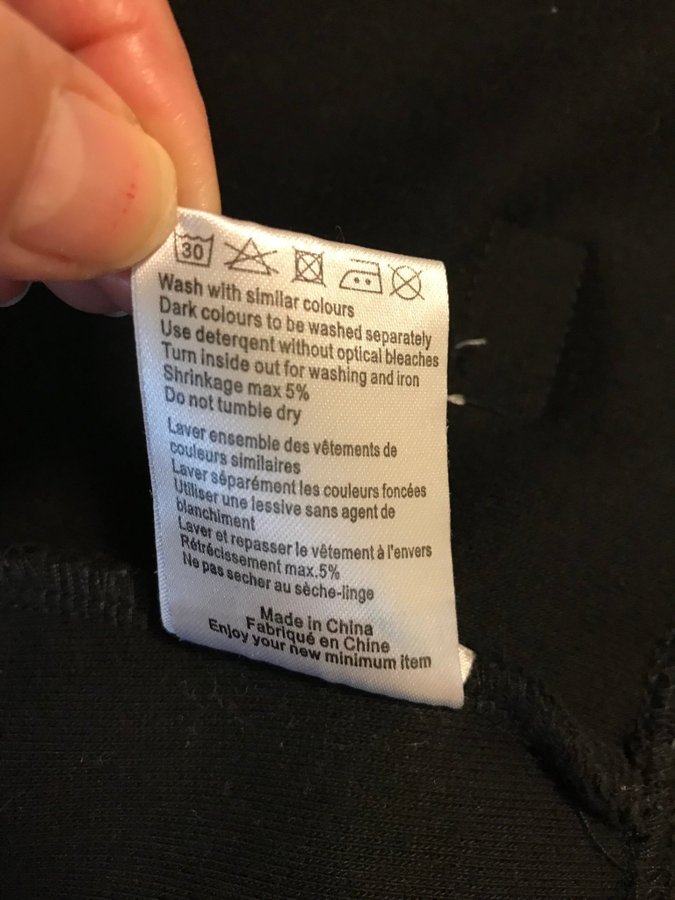 30
Wash with similar colours
Dark colours to be washed separately
Use deterqent without optical bleaches
Turn inside out for washing and iron
Shrinkage max 5%
Do not tumble dry
Laver ensemble des vêtements de
couleurs similaires
Laver séparément les couleurs foncées
Utiliser une lessive sans agent de
blanchiment
Laver et repasser le vêtement à l'envers
Rétrécissement max.5%
Ne pas secher au sèche-linge
Made in China
Fabriqué en Chine
Enjoy your new minimum item